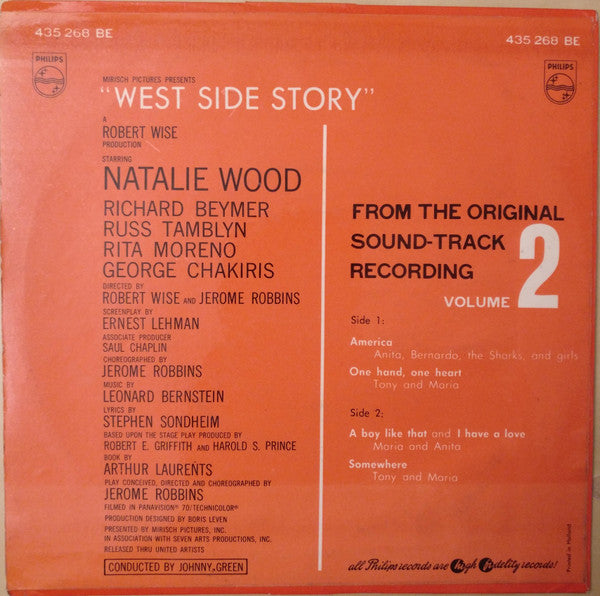 435 268 BE
435 268 BE
PHILIPS
PHILIPS
MIRISCH PICTURES PRESENTS
"WEST SIDE STORY"
A
ROBERT WISE
PRODUCTION
STARRING
NATALIE WOOD
RICHARD BEYMER
RUSS TAMBLYN
RITA MORENO
GEORGE CHAKIRIS
DIRECTED BY
ROBERT WISE AND JEROME ROBBINS
SCREENPLAY BY
ERNEST LEHMAN
ASSOCIATE PRODUCER
SAUL CHAPLIN
CHOREOGRAPHED BY
JEROME ROBBINS
MUSIC BY
LEONARD BERNSTEIN
LYRICS BY
STEPHEN SONDHEIM
BASED UPON THE STAGE PLAY PRODUCED BY
ROBERT E. GRIFFITH AND HAROLD S. PRINCE
BOOK BY
ARTHUR LAURENTS
PLAY CONCEIVED, DIRECTED AND CHOREOGRAPHED BY
JEROME ROBBINS
FILMED IN PANAVISION® 70/TECHNICOLOR®
PRODUCTION DESIGNED BY BORIS LEVEN
PRESENTED BY MIRISCH PICTURES, INC.
IN ASSOCIATION WITH SEVEN ARTS PRODUCTIONS, INC.
RELEASED THRU UNITED ARTISTS
CONDUCTED BY JOHNNY GREEN
FROM THE ORIGINAL
SOUND-TRACK
RECORDING
VOLUME 2
Side 1:
America
Anita, Bernardo, the Sharks, and girls
One hand, one heart
Tony and Maria
Side 2:
A boy like that and I have a love
Maria and Anita
Somewhere
Tony and Maria
all Philips records are High Fidelity records!
Printed in Holland